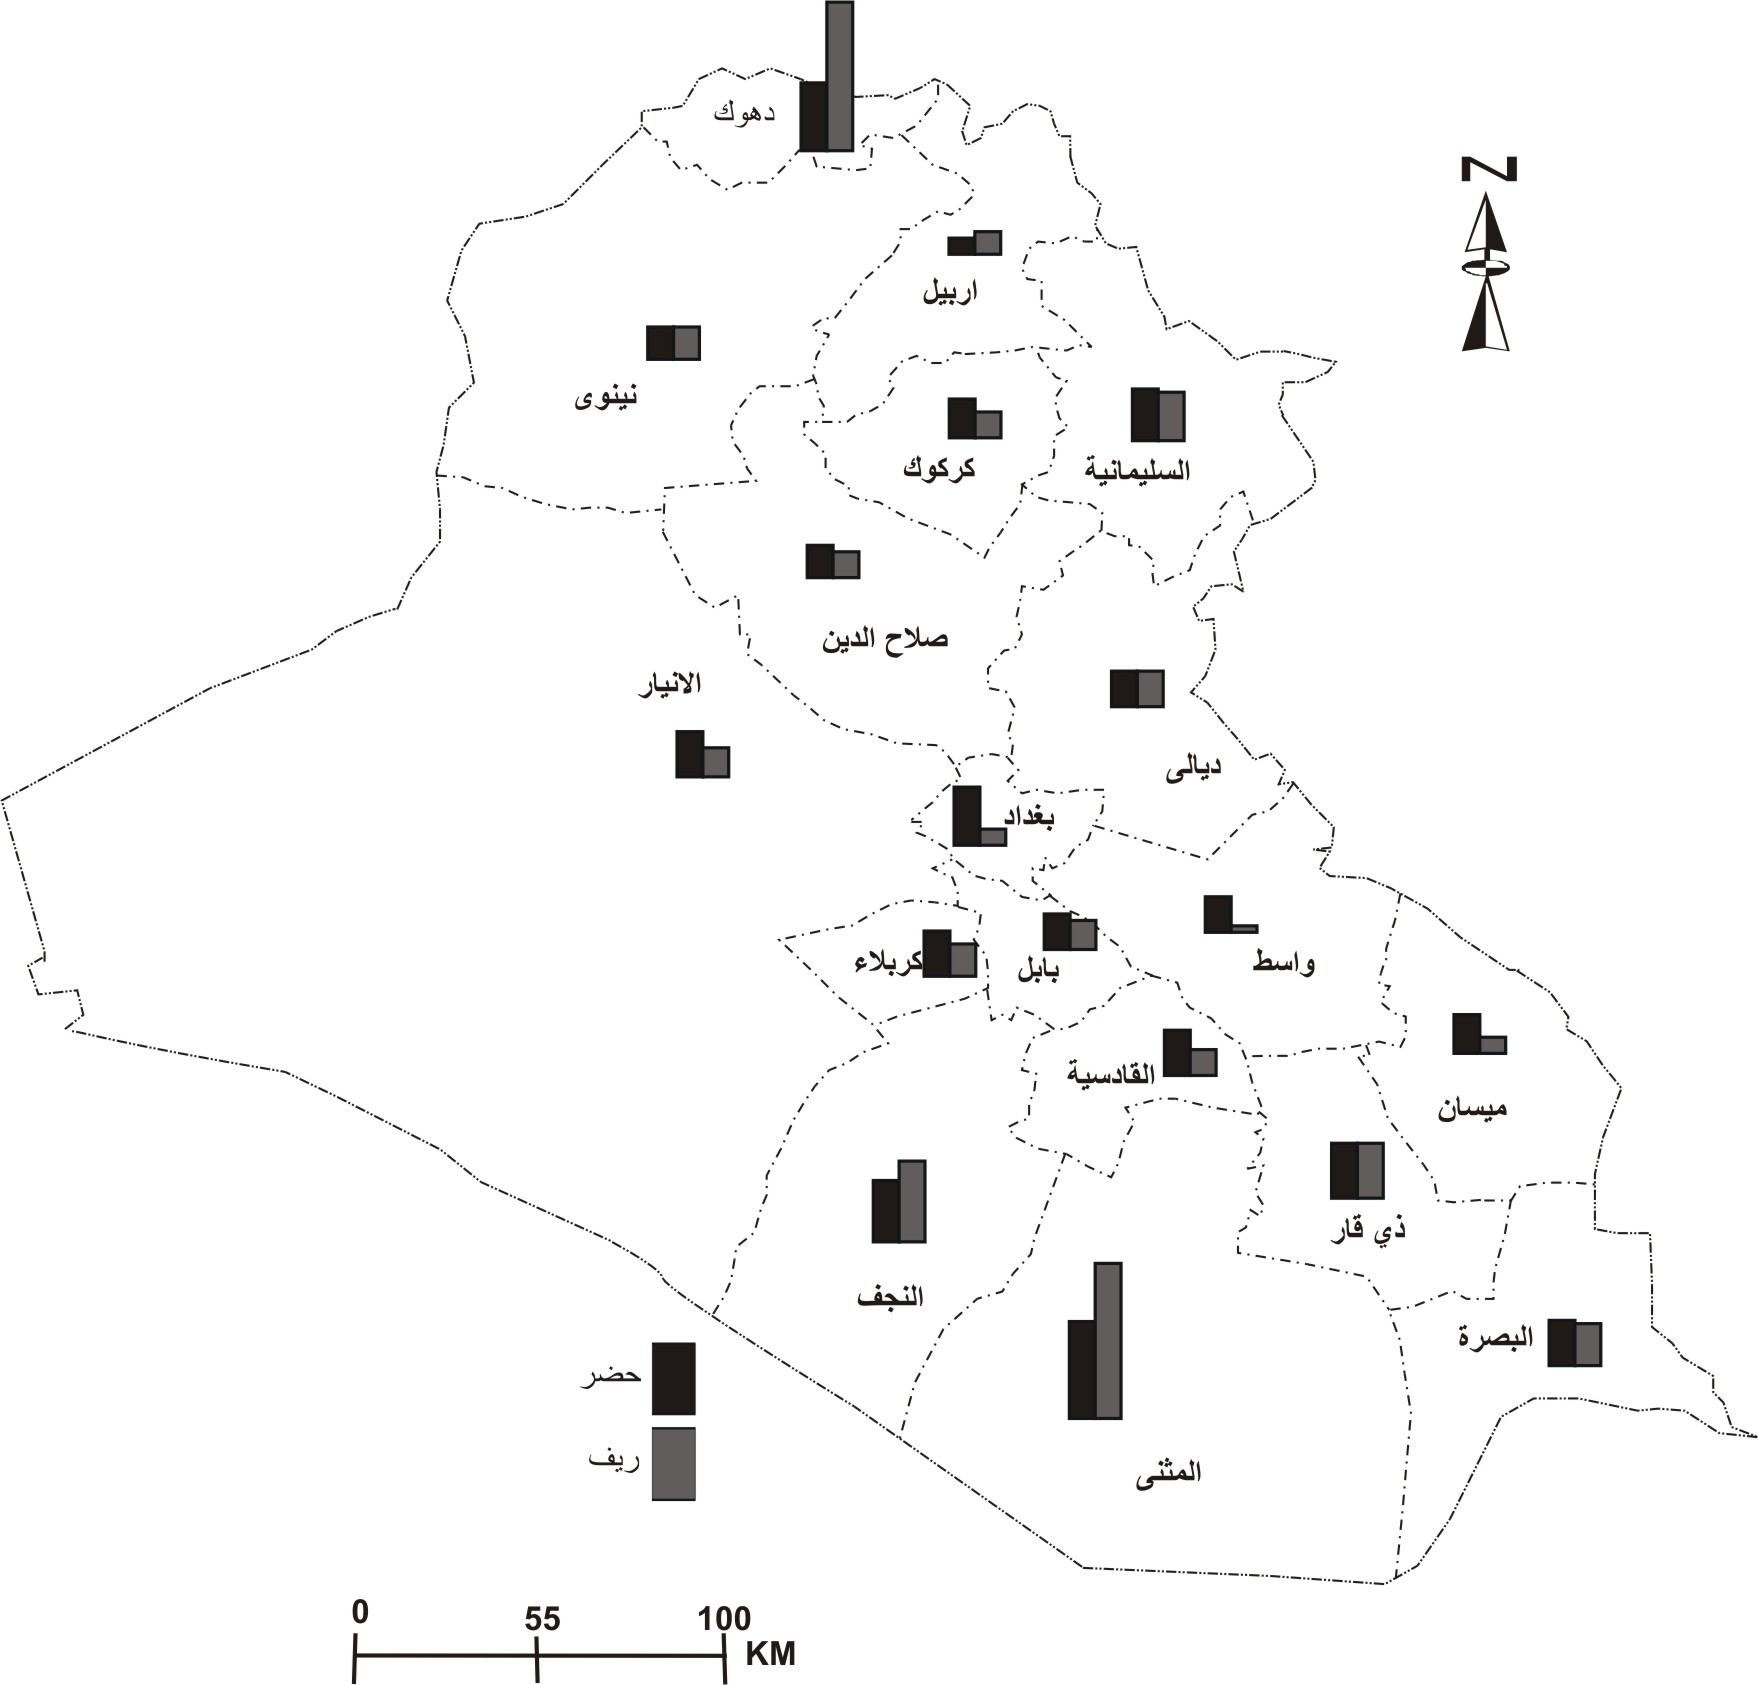 دهوك
N
اربيل
نينوى
كركوك
السليمانية
صلاح الدين
الانبار
ديالى
بغداد
كربلاء
بابل
واسط
القادسية
ميسان
ذي قار
النجف
البصرة
حضر
ريف
المثنى
0 55 100
KM